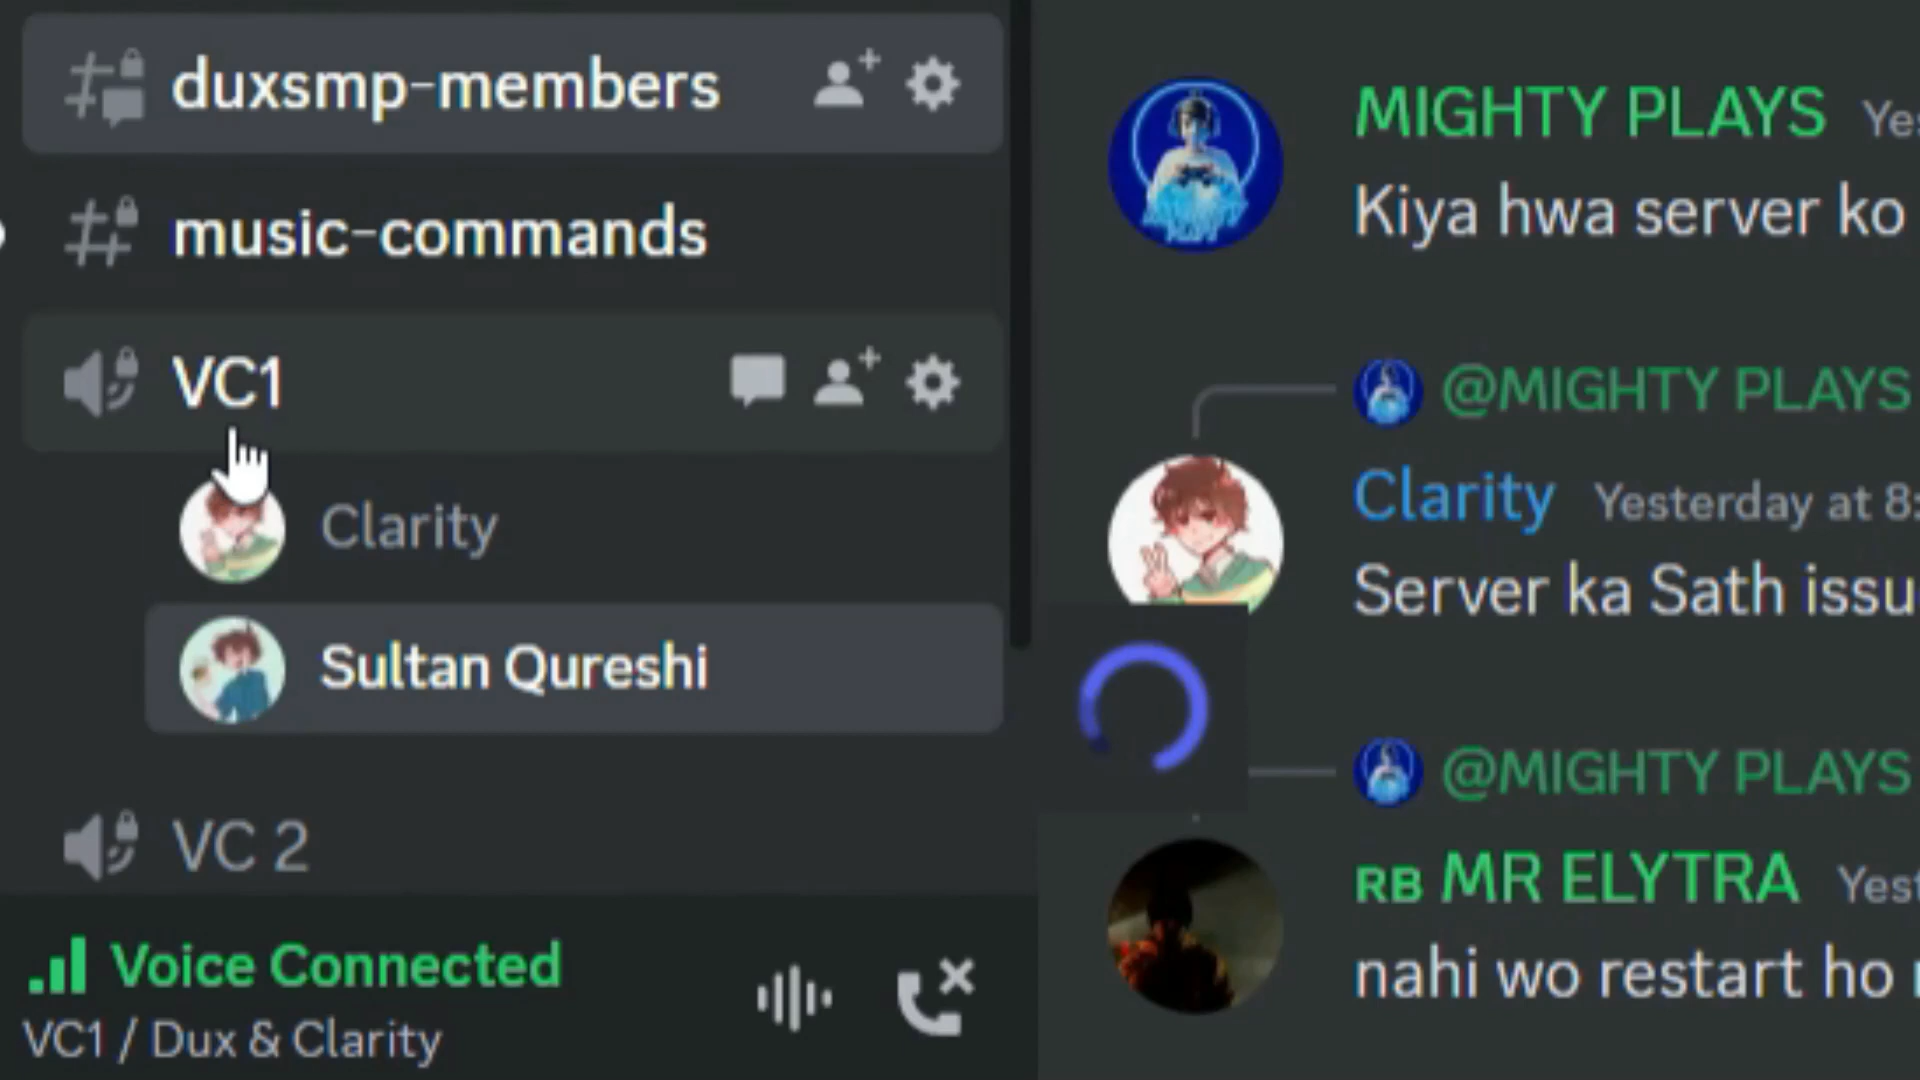 duxsmp-members
music-commands
VC1
Clarity
Sultan Qureshi
VC 2
Voice Connected
VC1 / Dux & Clarity
MIGHTY PLAYS
Kiya hwa server ko
@MIGHTY PLAYS
Clarity Yesterday at 8:
Server ka Sath
@MIGHTY PLAYS
RB MR ELYTRA
nahi wo restart ho